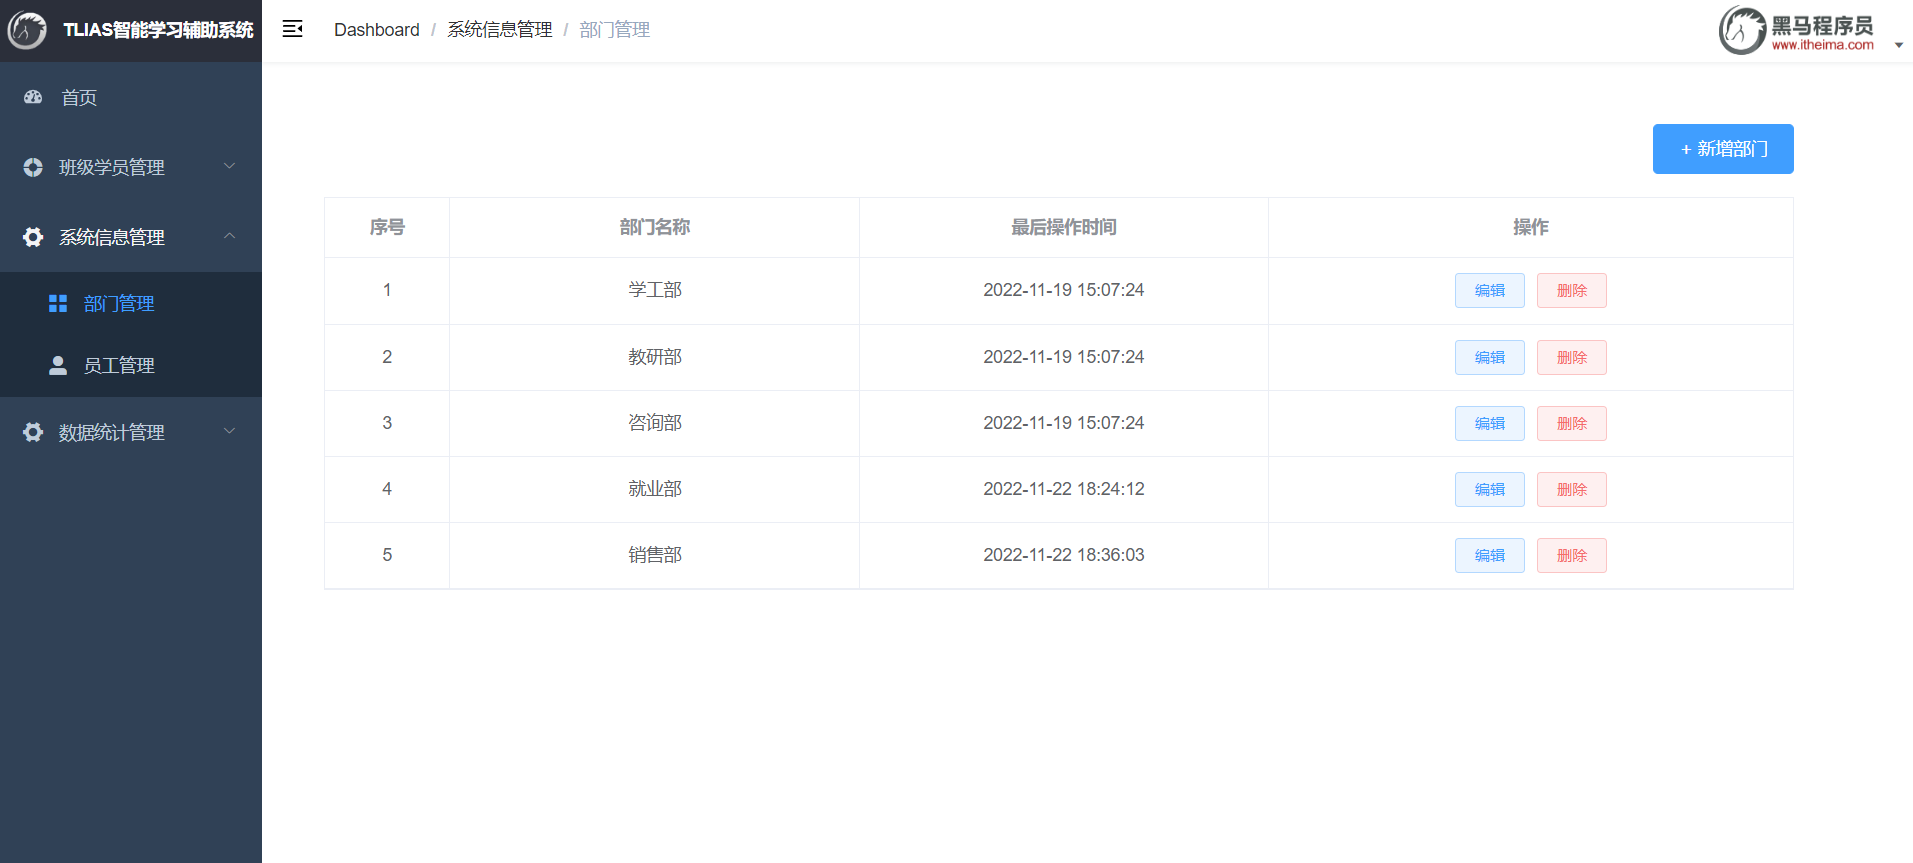 TLIAS智能学习辅助系统
Dashboard / 系统信息管理 / 部门管理
黑马程序员
www.itheima.com
首页
班级学员管理
系统信息管理
部门管理
员工管理
数据统计管理
+ 新增部门
序号 部门名称 最后操作时间 操作
1 学工部 2022-11-19 15:07:24 编辑 删除
2 教研部 2022-11-19 15:07:24 编辑 删除
3 咨询部 2022-11-19 15:07:24 编辑 删除
4 就业部 2022-11-22 18:24:12 编辑 删除
5 销售部 2022-11-22 18:36:03 编辑 删除